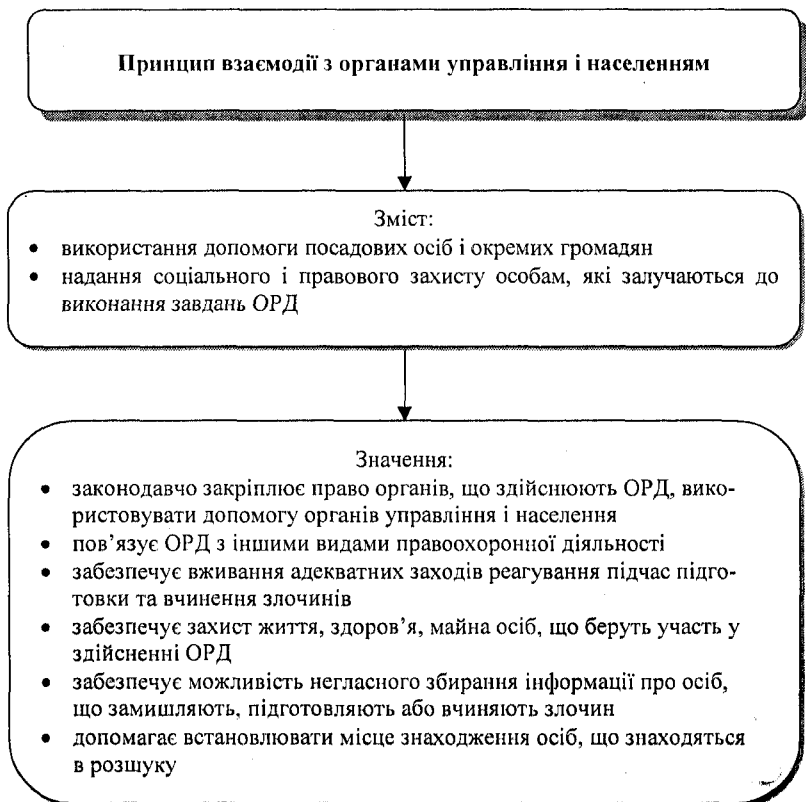 Принцип взаємодії з органами управління і населенням
Зміст:
• використання допомоги посадових осіб і окремих громадян
• надання соціального і правового захисту особам, які залучаються до
виконання завдань ОРД
Значення:
• законодавчо закріплює право органів, що здійснюють ОРД, вико-
ристовувати допомогу органів управління і населення
• пов’язує ОРД з іншими видами правоохоронної діяльності
• забезпечує вживання адекватних заходів реагування підчас підго-
товки та вчинення злочинів
• забезпечує захист життя, здоров’я, майна осіб, що беруть участь у
здійсненні ОРД
• забезпечує можливість негласного збирання інформації про осіб,
що замишляють, підготовляють або вчиняють злочин
• допомагає встановлювати місце знаходження осіб, що знаходяться
в розшуку